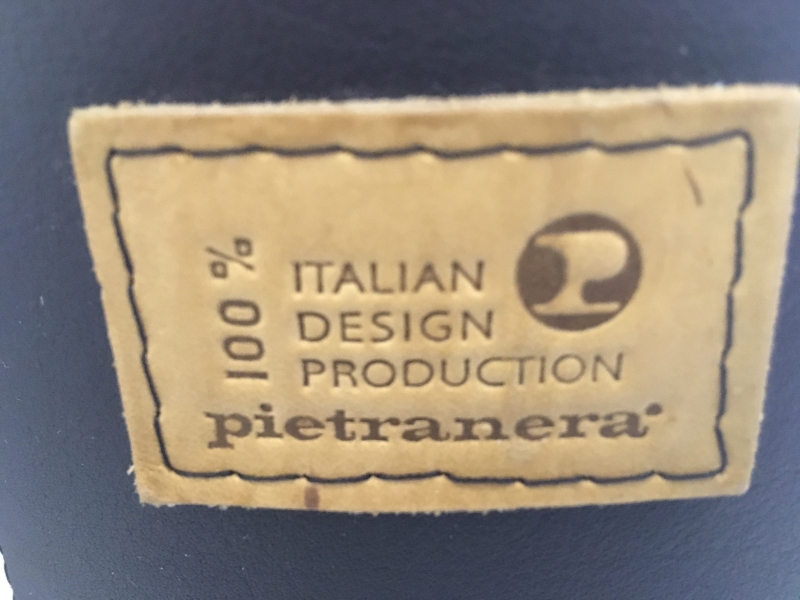 100 %
ITALIAN
DESIGN
PRODUCTION
P
pietranera